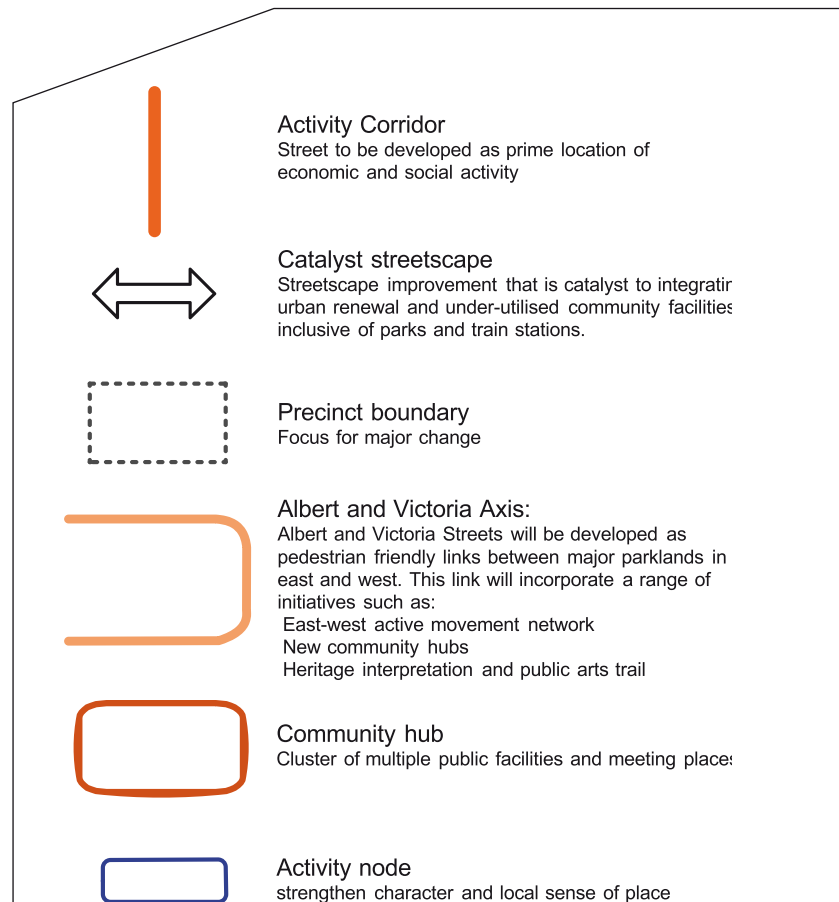 Activity Corridor
Street to be developed as prime location of
economic and social activity
Catalyst streetscape
Streetscape improvement that is catalyst to integratin
urban renewal and under-utilised community facilities
inclusive of parks and train stations.
Precinct boundary
Focus for major change
Albert and Victoria Axis:
Albert and Victoria Streets will be developed as
pedestrian friendly links between major parklands in
east and west. This link will incorporate a range of
initiatives such as:
East-west active movement network
New community hubs
Heritage interpretation and public arts trail
Community hub
Cluster of multiple public facilities and meeting places
Activity node
strengthen character and local sense of place